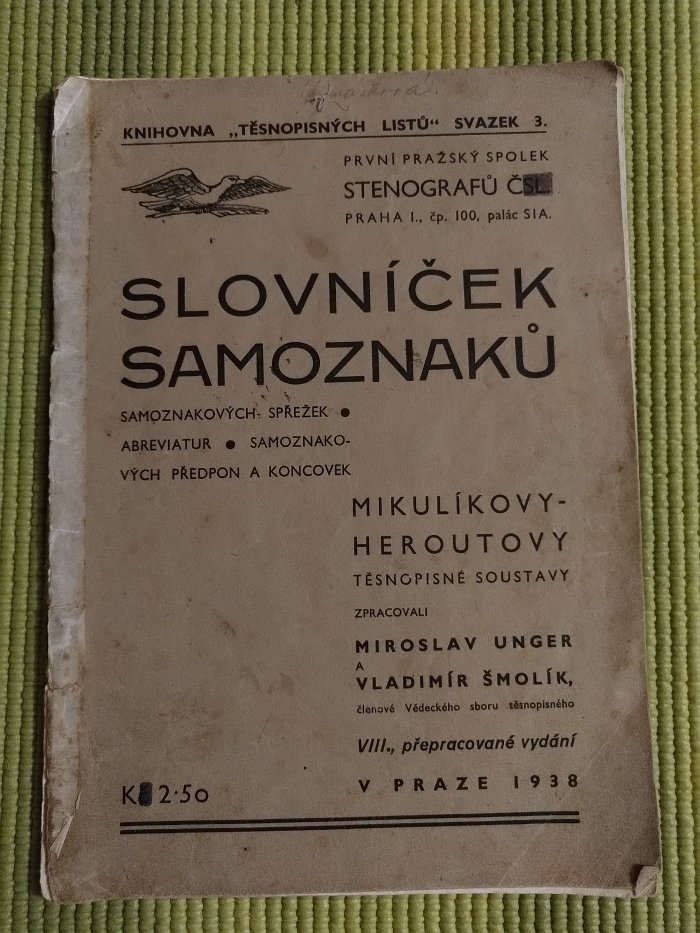 KNIHOVNA „TĚSNOPISNÝCH LISTŮ“ SVAZEK 3.
PRVNÍ PRAŽSKÝ SPOLEK
STENOGRAFŮ ČSL.
PRAHA I., čp. 100, palác SIA.
SLOVNÍČEK
SAMOZNAKŮ
SAMOZNAKOVÝCH SPŘEŽEK ●
ABREVIATUR ● SAMOZNAKO-
VÝCH PŘEDPON A KONCOVEK
MIKULÍKOVY-
HEROUTOVY
TĚSNOPISNÉ SOUSTAVY
ZPRACOVALI
MIROSLAV UNGER
A
VLADIMÍR ŠMOLÍK,
členové Vědeckého sboru těsnopisného
VIII., přepracované vydání
K 2·50
V PRAZE 1938